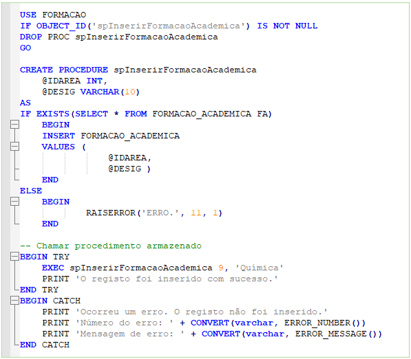 USE FORMACAO
IF OBJECT_ID('spInserirFormacaoAcademica') IS NOT NULL
DROP PROC spInserirFormacaoAcademica
GO
CREATE PROCEDURE spInserirFormacaoAcademica
@IDAREA INT,
@DESIG VARCHAR(10)
AS
IF EXISTS(SELECT * FROM FORMACAO_ACADEMICA FA)
BEGIN
INSERT FORMACAO_ACADEMICA
VALUES (
@IDAREA,
@DESIG )
END
ELSE
BEGIN
RAISERROR('ERRO.', 11, 1)
END
-- Chamar procedimento armazenado
BEGIN TRY
EXEC spInserirFormacaoAcademica 9, 'Química'
PRINT 'O registo foi inserido com sucesso.'
END TRY
BEGIN CATCH
PRINT 'Ocorreu um erro. O registo não foi inserido.'
PRINT 'Número do erro: ' + CONVERT(varchar, ERROR_NUMBER())
PRINT 'Mensagem de erro: ' + CONVERT(varchar, ERROR_MESSAGE())
END CATCH